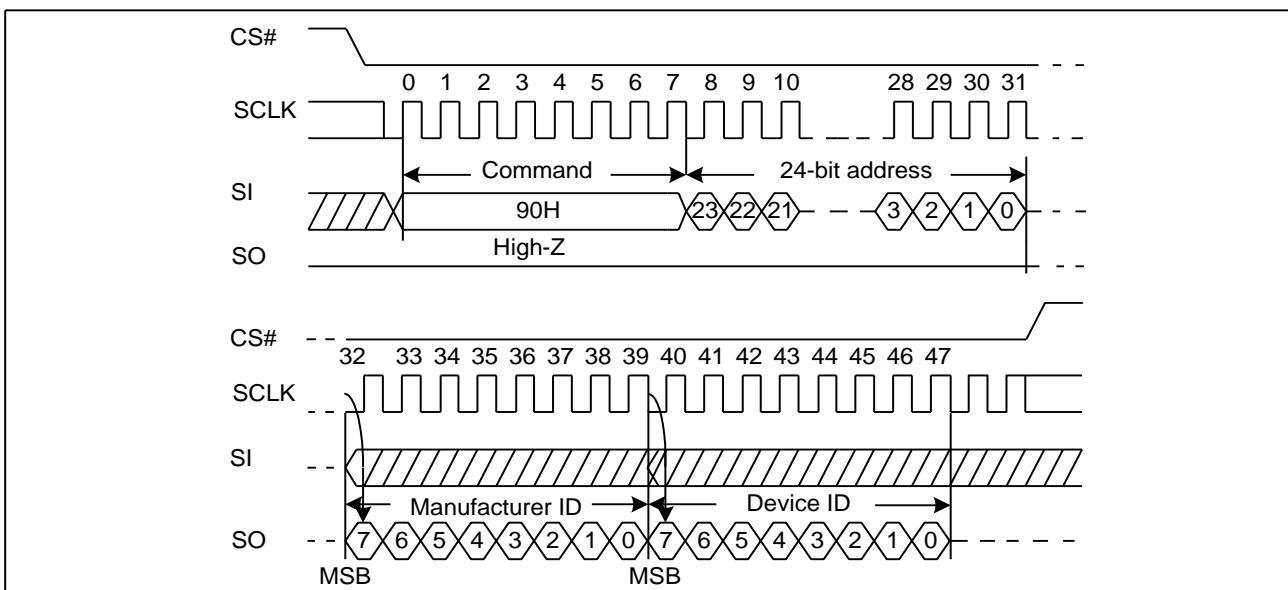 CS#
0 1 2 3 4 5 6 7 8 9 10 28 29 30 31
SCLK
Command 24-bit address
SI
90H 23 22 21 3 2 1 0
High-Z
SO
CS#
32 33 34 35 36 37 38 39 40 41 42 43 44 45 46 47
SCLK
SI
Manufacturer ID Device ID
SO 7 6 5 4 3 2 1 0 7 6 5 4 3 2 1 0
MSB MSB